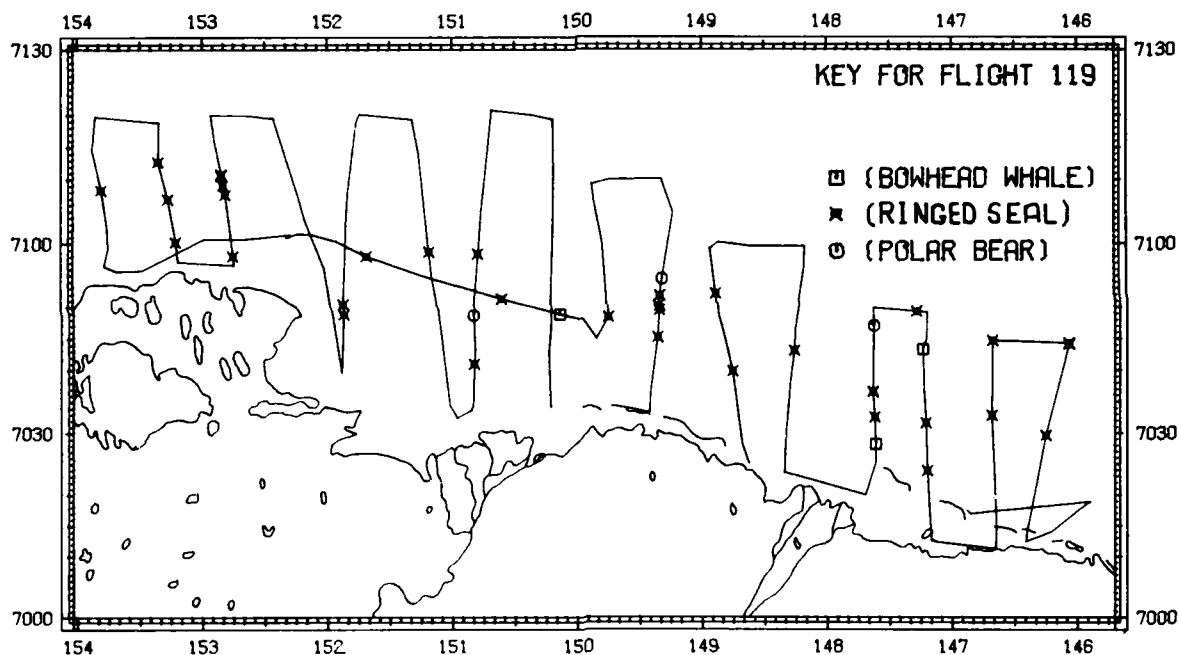 154 153 152 151 150 149 148 147 146
7130 7130
KEY FOR FLIGHT 119
(BOWHEAD WHALE)
(RINGED SEAL)
(POLAR BEAR)
7100 7100
7030 7030
7000 7000
154 153 152 151 150 149 148 147 146